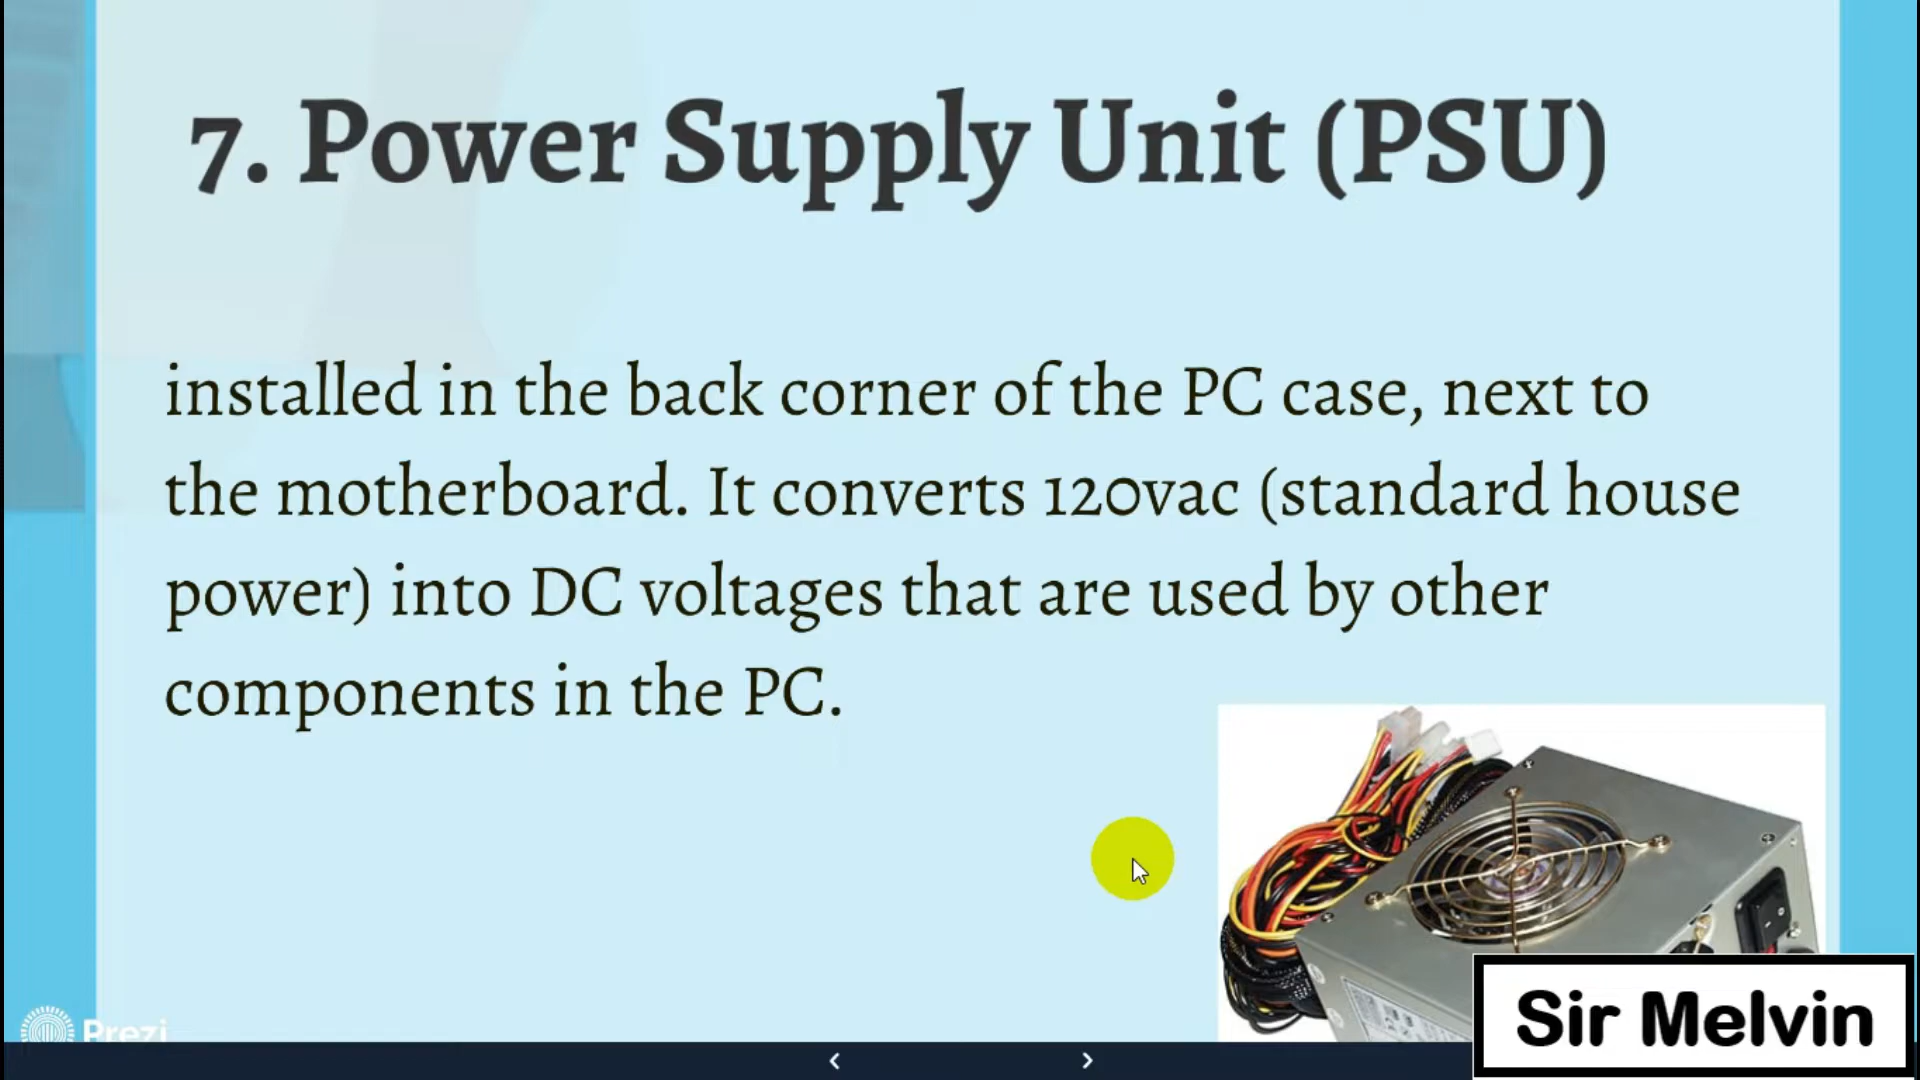 7. Power Supply Unit (PSU)
installed in the back corner of the PC case, next to
the motherboard. It converts 120vac (standard house
power) into DC voltages that are used by other
components in the PC.
Prezi
Sir Melvin